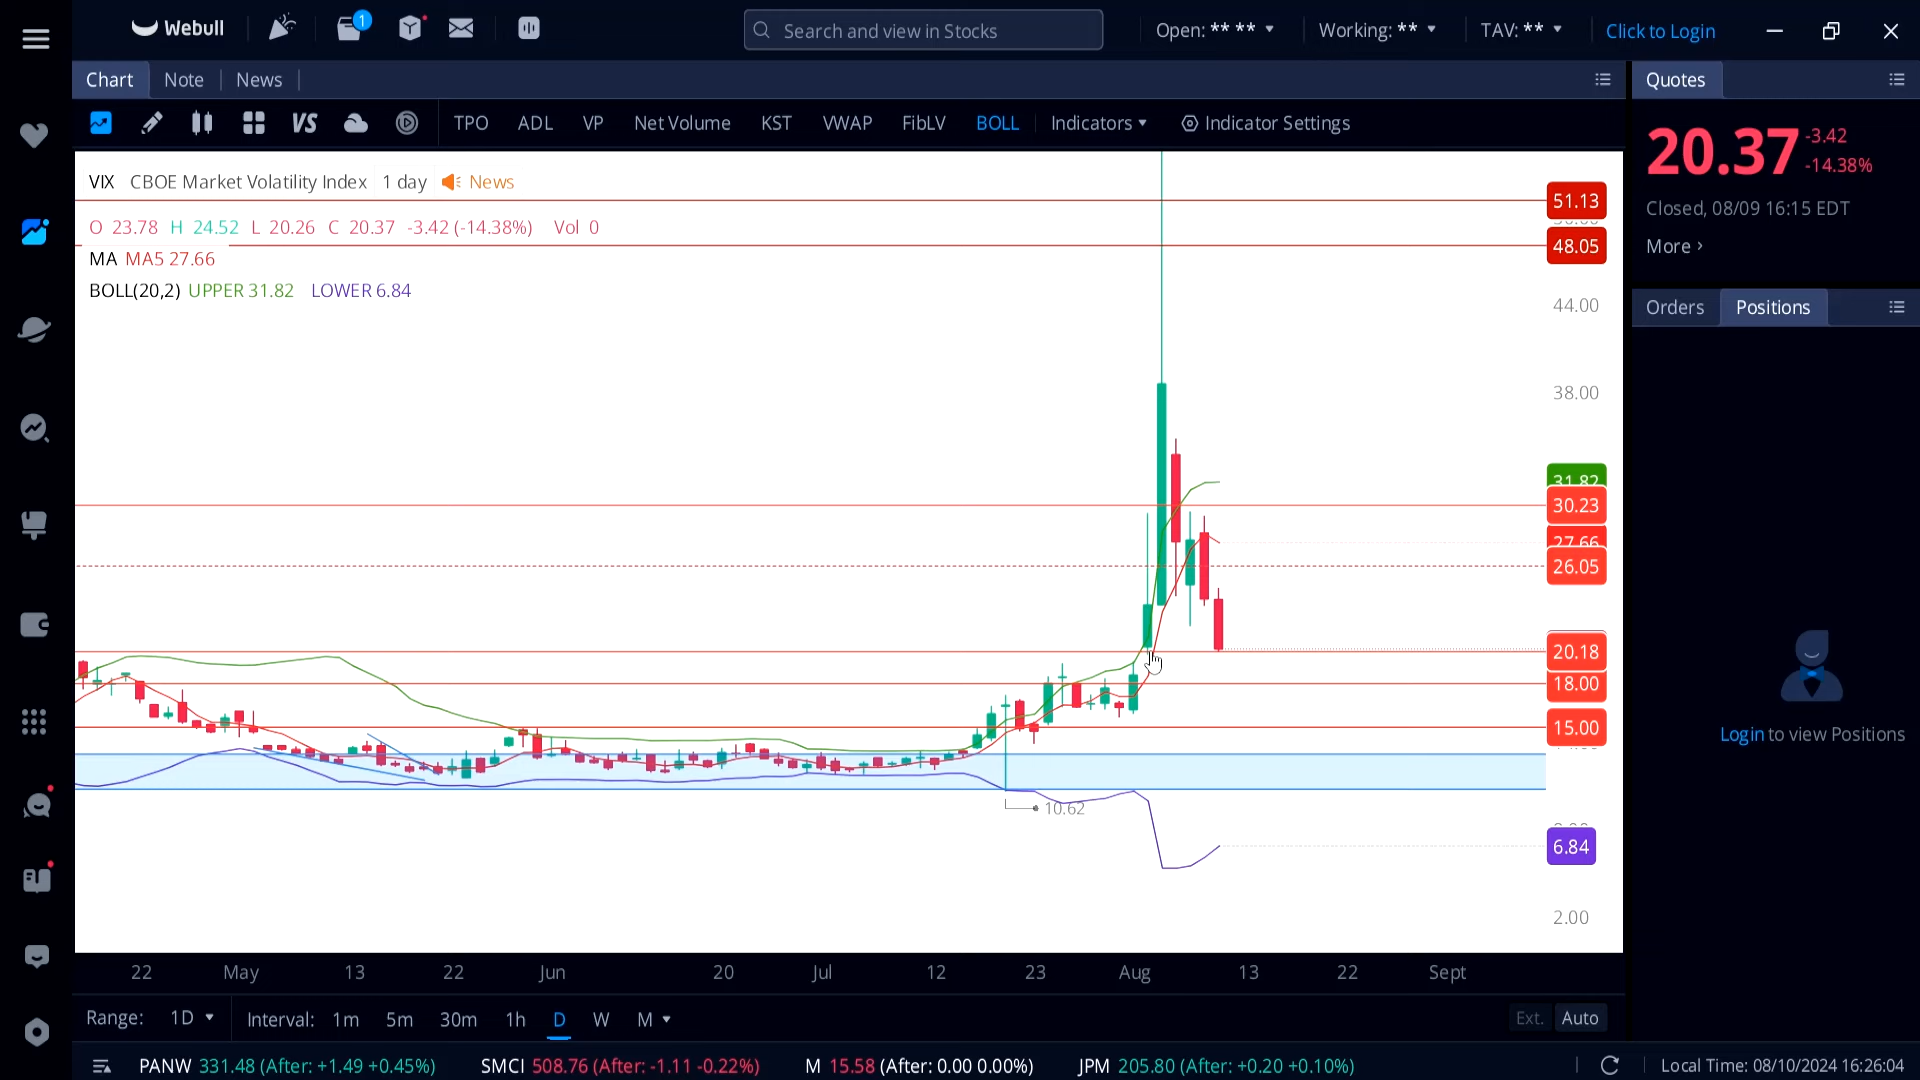 Webull
1
Search and view in Stocks
Open: ** **
Working: **
TAV: **
Click to Login
Chart
Note
News
Quotes
VS
TPO
ADL
VP
Net Volume
KST
VWAP
FibLV
BOLL
Indicators
Indicator Settings
20.37
-3.42
-14.38%
Closed, 08/09 16:15 EDT
More
VIX CBOE Market Volatility Index 1 day News
O 23.78 H 24.52 L 20.26 C 20.37 -3.42 (-14.38%) Vol 0
MA MA5 27.66
BOLL(20,2) UPPER 31.82 LOWER 6.84
51.13
48.05
44.00
38.00
31.82
30.23
27.66
26.05
20.18
18.00
15.00
10.62
6.84
2.00
Orders
Positions
Login to view Positions
22 May 13 22 Jun 20 Jul 12 23 Aug 13 22 Sept
Range: 1D
Interval: 1m 5m 30m 1h D W M
Ext. Auto
PANW 331.48 (After: +1.49 +0.45%)
SMCI 508.76 (After: -1.11 -0.22%)
M 15.58 (After: 0.00 0.00%)
JPM 205.80 (After: +0.20 +0.10%)
Local Time: 08/10/2024 16:26:04